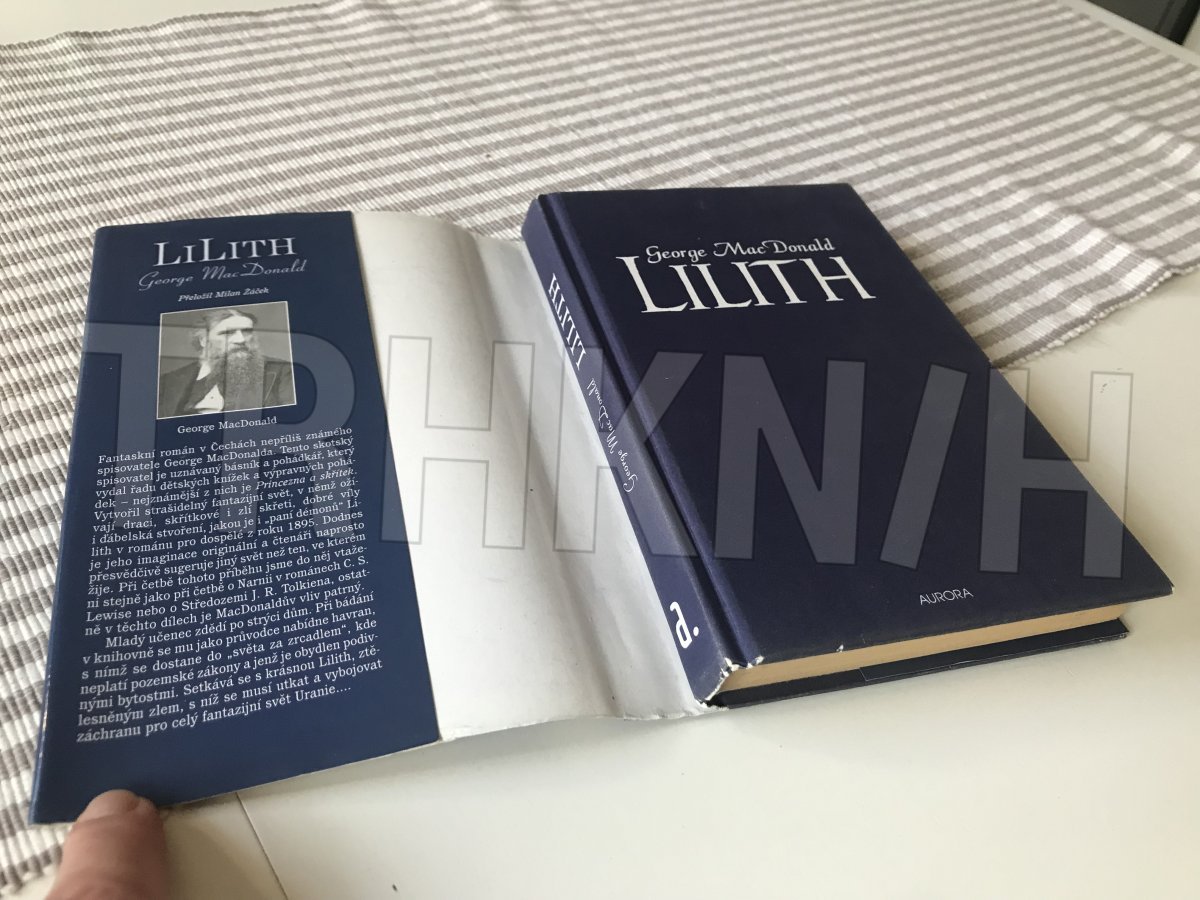 LILITH
George MacDonald
Přeložil Milan Žáček
George MacDonald
Fantaskní román v Čechách nepříliš známého
spisovatele George MacDonalda. Tento skotský
spisovatel je uznávaný básník a pohádkář, který
vydal řadu dětských knížek a výpravných pohá-
dek – nejznámější z nich je Princezna a skřítek.
Vytvořil strašidelný fantazijní svět, v němž oží-
vají draci, skřítkové i zlí skřeti, dobré víly
i ďábelská stvoření, jakou je i „paní démonů“ Li-
lith v románu pro dospělé z roku 1895. Dodnes
je jeho imaginace originální a čtenáři naprosto
přesvědčivě sugeruje jiný svět než ten, ve kterém
žije. Při četbě tohoto příběhu jsme do něj vtaže-
ni stejně jako při četbě o Narnii v románech C. S.
Lewise nebo o Středozemi J. R. Tolkiena, ostat-
ně v těchto dílech je MacDonaldův vliv patrný.
Mladý učenec zdědí po strýci dům. Při bádání
v knihovně se mu jako průvodce nabídne havran,
s nímž se dostane do „světa za zrcadlem“, kde
neplatí pozemské zákony a jenž je obydlen podiv-
nými bytostmi. Setkává se s krásnou Lilith, ztě-
lesněným zlem, s níž se musí utkat a vybojovat
záchranu pro celý fantazijní svět Uranie....
LILITH
George MacDonald
a.
George MacDonald
LILITH
AURORA
TPHKN/H